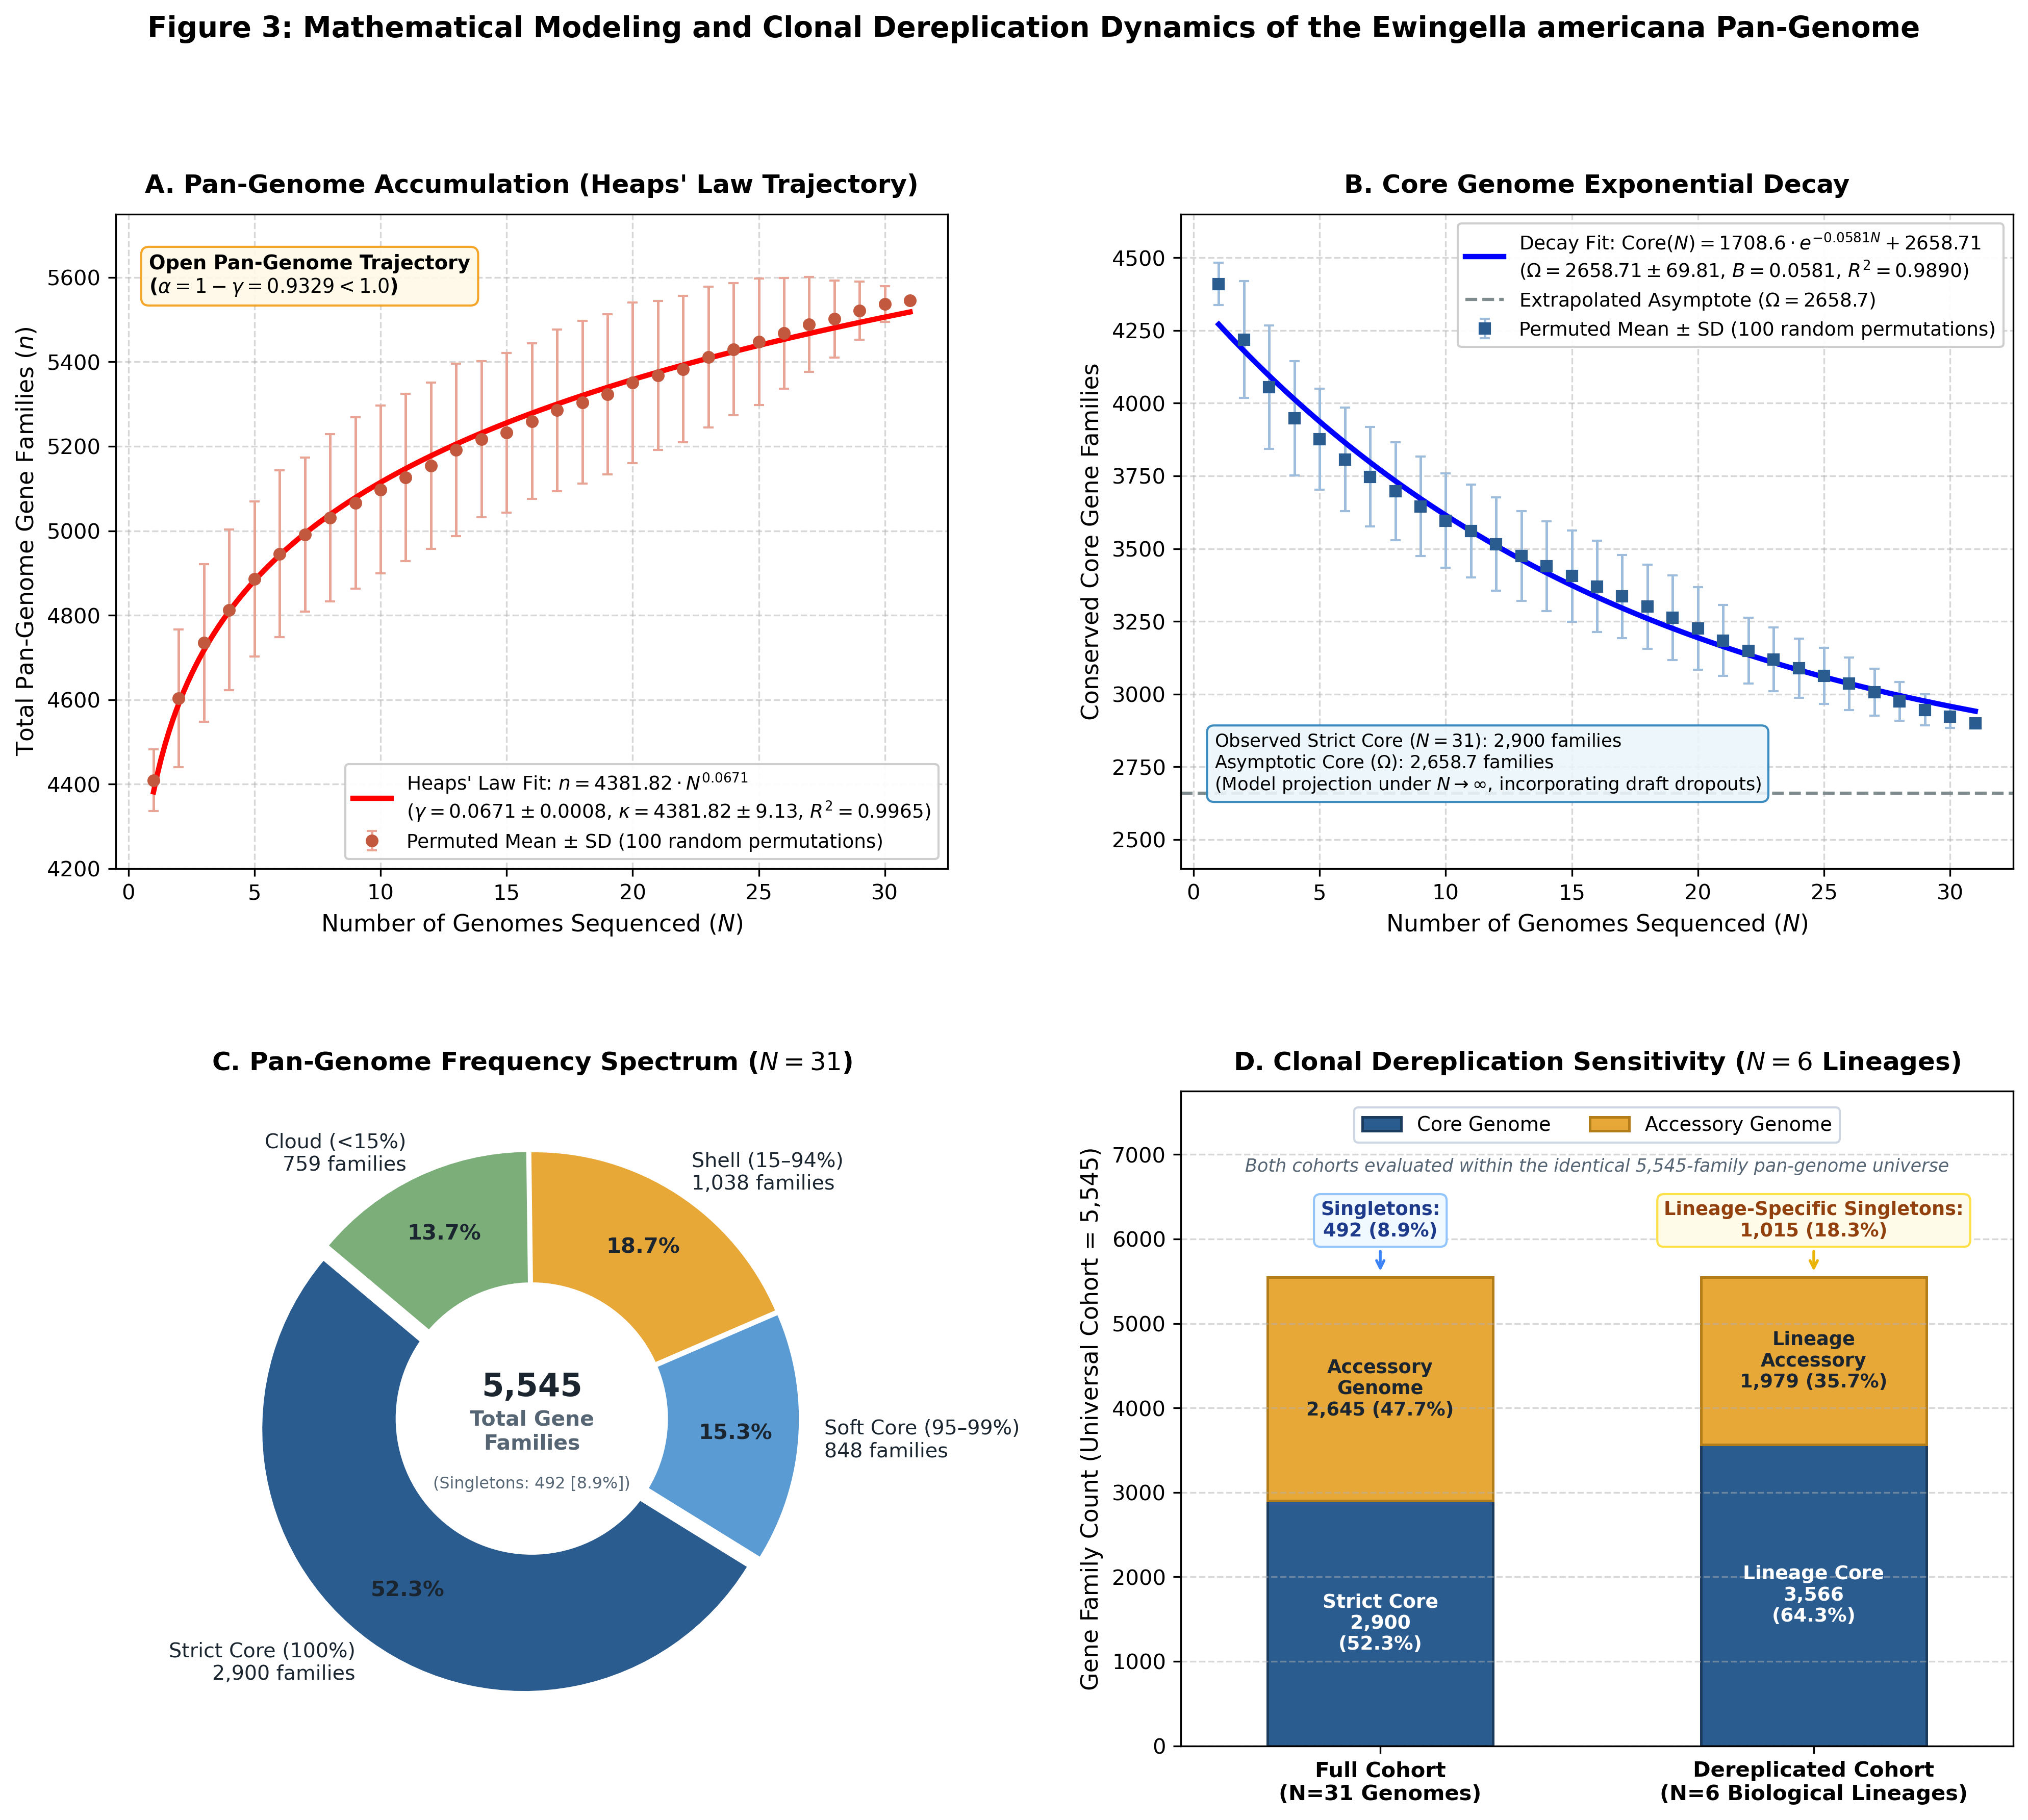 Figure 3: Mathematical Modeling and Clonal Dereplication Dynamics of the Ewingella americana Pan-Genome
A. Pan-Genome Accumulation (Heaps' Law Trajectory)
Total Pan-Genome Gene Families (n)
5600
5400
5200
5000
4800
4600
4400
4200
Open Pan-Genome Trajectory
(α = 1 − γ = 0.9329 < 1.0)
Heaps' Law Fit: n = 4381.82 · N^0.0671
(γ = 0.0671 ± 0.0008, κ = 4381.82 ± 9.13, R² = 0.9965)
Permuted Mean ± SD (100 random permutations)
0 5 10 15 20 25 30
Number of Genomes Sequenced (N)
B. Core Genome Exponential Decay
Conserved Core Gene Families
4500
4250
4000
3750
3500
3250
3000
2750
2500
Decay Fit: Core(N) = 1708.6 · e^−0.0581N + 2658.71
(Ω = 2658.71 ± 69.81, B = 0.0581, R² = 0.9890)
Extrapolated Asymptote (Ω = 2658.7)
Permuted Mean ± SD (100 random permutations)
Observed Strict Core (N = 31): 2,900 families
Asymptotic Core (Ω): 2,658.7 families
(Model projection under N → ∞, incorporating draft dropouts)
0 5 10 15 20 25 30
Number of Genomes Sequenced (N)
C. Pan-Genome Frequency Spectrum (N = 31)
Cloud (<15%)
759 families
Shell (15–94%)
1,038 families
13.7%
18.7%
5,545
Total Gene
Families
(Singletons: 492 [8.9%])
15.3%
Soft Core (95–99%)
848 families
52.3%
Strict Core (100%)
2,900 families
D. Clonal Dereplication Sensitivity (N = 6 Lineages)
Gene Family Count (Universal Cohort = 5,545)
7000
6000
5000
4000
3000
2000
1000
0
Core Genome
Accessory Genome
Both cohorts evaluated within the identical 5,545-family pan-genome universe
Singletons:
492 (8.9%)
Lineage-Specific Singletons:
1,015 (18.3%)
Accessory
Genome
2,645 (47.7%)
Lineage
Accessory
1,979 (35.7%)
Strict Core
2,900
(52.3%)
Lineage Core
3,566
(64.3%)
Full Cohort
(N=31 Genomes)
Dereplicated Cohort
(N=6 Biological Lineages)